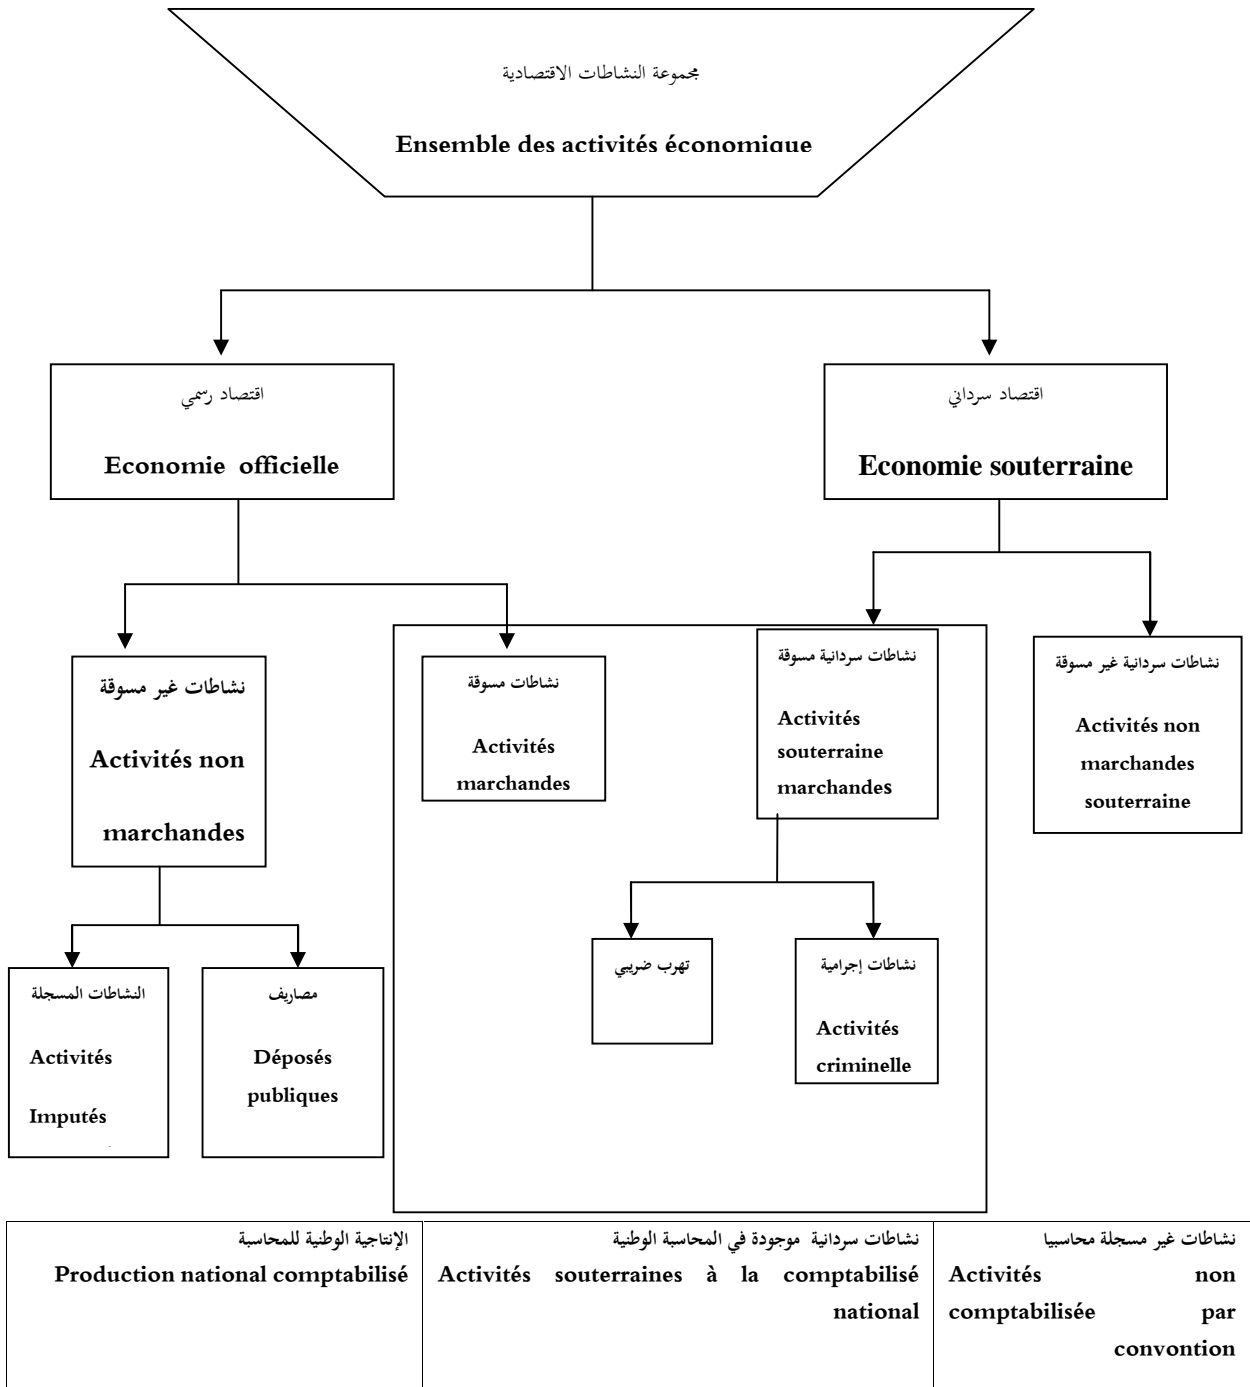 مجموعة النشاطات الاقتصادية
Ensemble des activités économique
اقتصاد رسمي
Economie officielle
اقتصاد سرداني
Economie souterraine
نشاطات غير مسوقة
Activités non
marchandes
نشاطات مسوقة
Activités
marchandes
نشاطات سردانية مسوقة
Activités
souterraine
marchandes
نشاطات سردانية غير مسوقة
Activités non
marchandes
souterraine
النشاطات المسجلة
Activités
Imputés
مصاريف
Déposés
publiques
تهرب ضريبي
نشاطات إجرامية
Activités
criminelle
الإنتاجية الوطنية للمحاسبة
Production national comptabilisé
نشاطات سردانية موجودة في المحاسبة الوطنية
Activités souterraines à la comptabilisé
national
نشاطات غير مسجلة محاسبيا
Activités non
comptabilisée par
convention